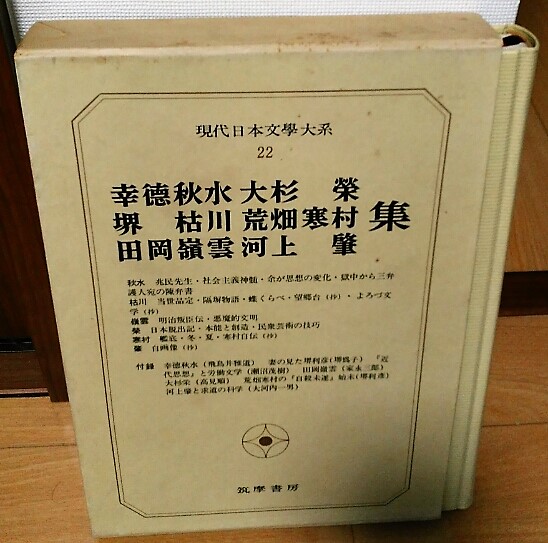 現代日本文學大系
22
幸徳秋水 大杉 榮
堺 枯川 荒畑寒村 集
田岡嶺雲 河上 肇
秋水 兆民先生・社会主義神髄・余が思想の変化・獄中から三弁
護人宛の陳弁書
枯川 当世品定・隔塀物語・蝶くらべ・望郷台(抄)・よろづ文
学(抄)
嶺雲 明治叛臣伝・悪魔的文明
榮 日本脱出記・本能と創造・民衆芸術の技巧
寒村 艦底・冬・夏・寒村自伝(抄)
肇 自画像(抄)
付録 幸徳秋水(飛鳥井雅道) 妻の見た堺利彦(堺爲子) 『近
代思想』と労働文学(瀬沼茂樹) 田岡嶺雲(家永三郎)
大杉栄(高見順) 荒畑寒村の『自殺未遂』始末(堺利彦)
河上肇と求道の科学(大河内一男)
筑摩書房